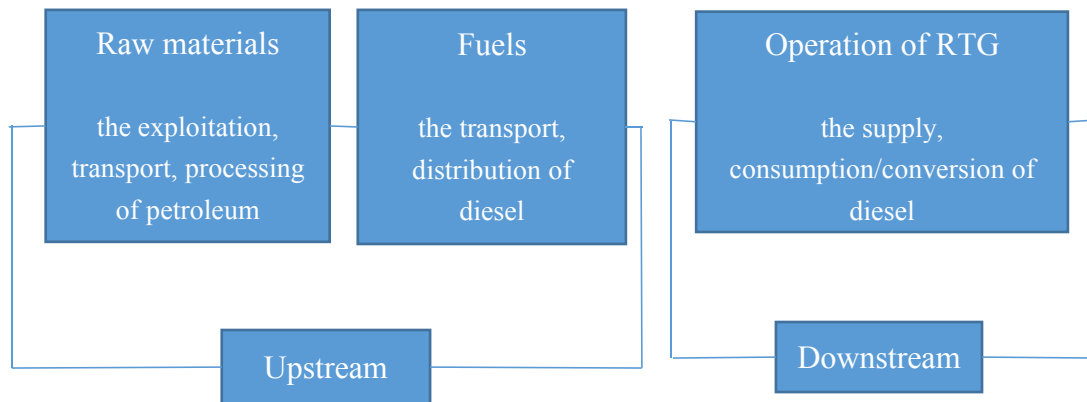 Raw materials
the exploitation,
transport, processing
of petroleum
Fuels
the transport,
distribution of
diesel
Operation of RTG
the supply,
consumption/conversion of
diesel
Upstream
Downstream